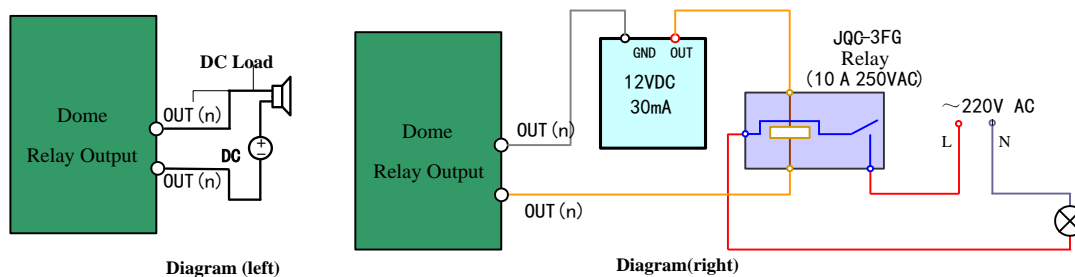 DC Load
OUT (n)
Dome
Relay Output
DC
OUT (n)
Diagram (left)
GND OUT
12VDC
30mA
JQC-3FG
Relay
(10 A 250VAC)
~220V AC
L N
OUT (n)
Dome
Relay Output
OUT (n)
Diagram(right)